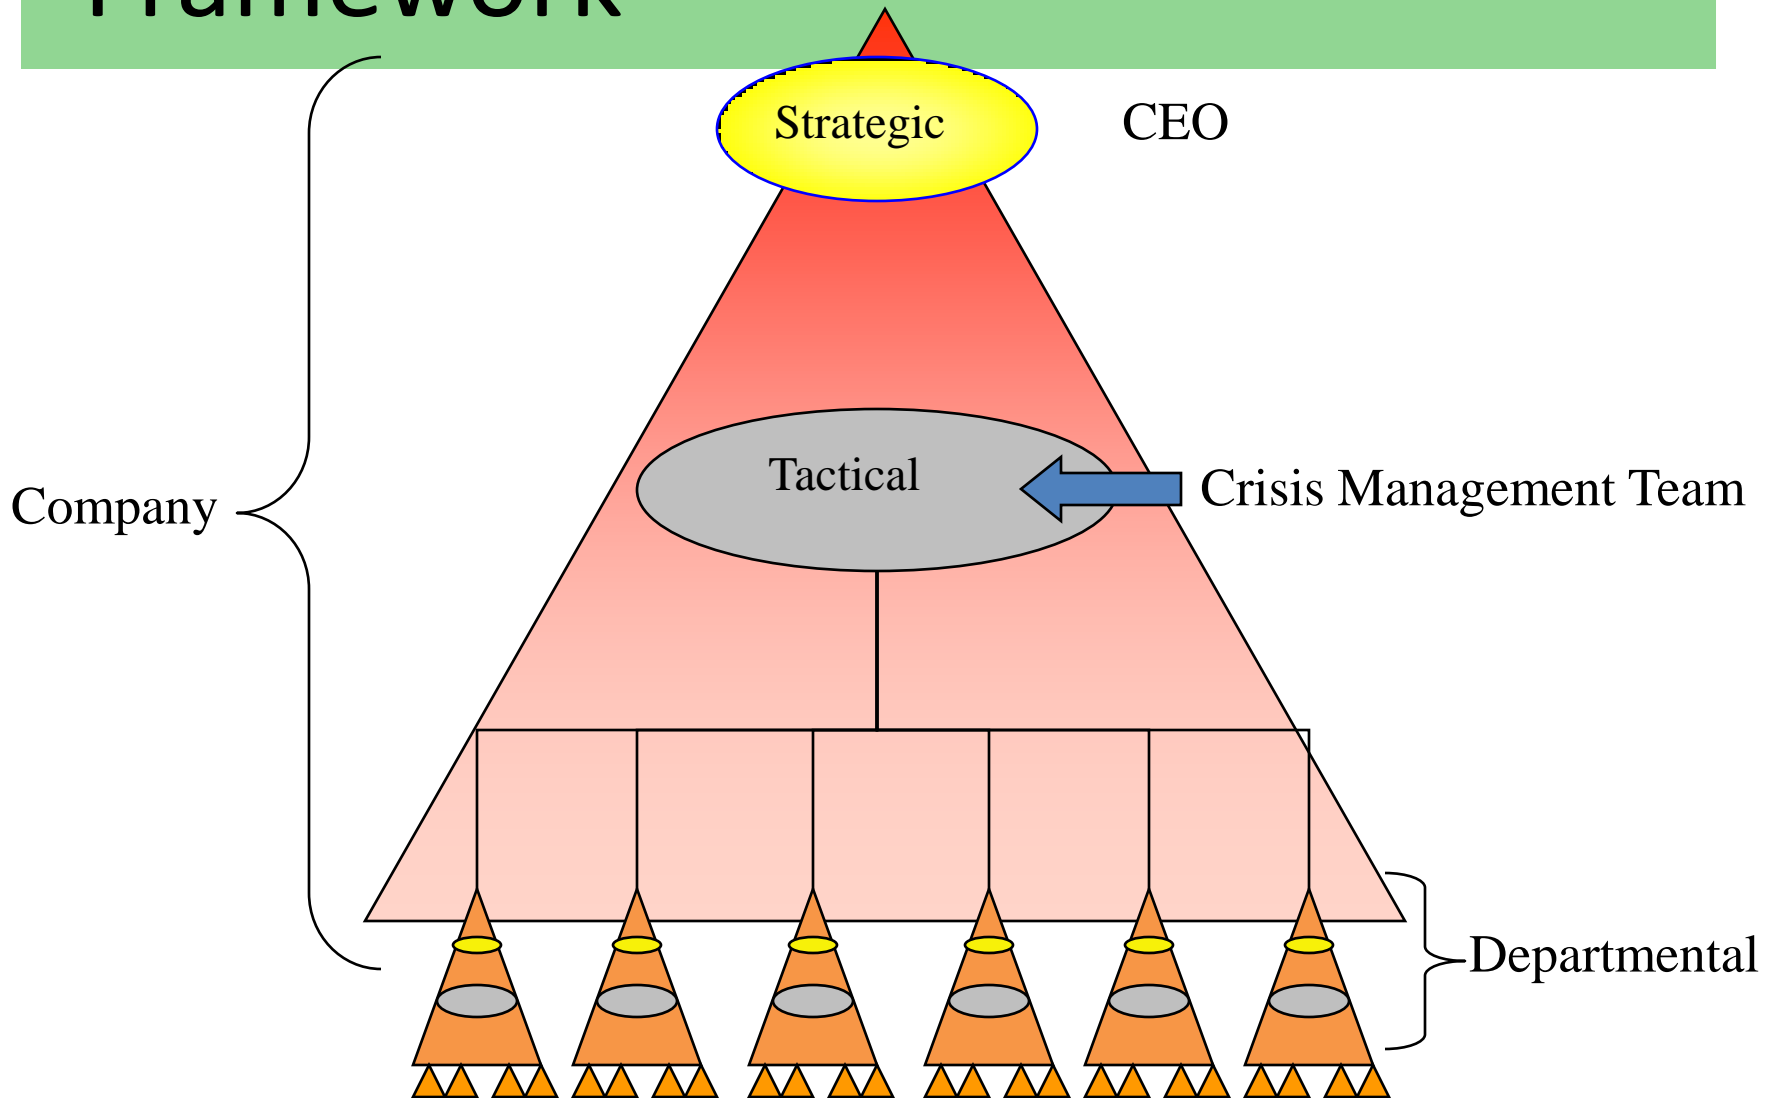 Framework
Strategic
CEO
Tactical
Crisis Management Team
Company
Departmental